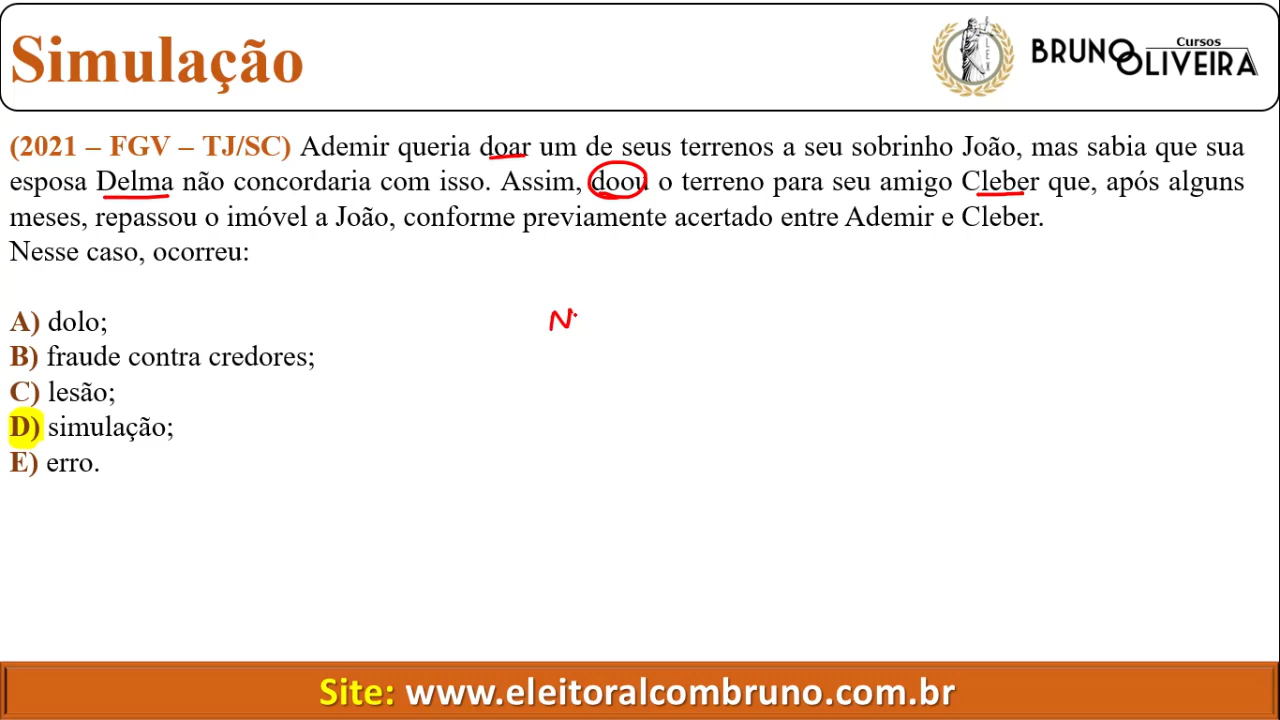 Simulação
BRUNO Cursos
OLIVEIRA
(2021 – FGV – TJ/SC) Ademir queria doar um de seus terrenos a seu sobrinho João, mas sabia que sua
esposa Delma não concordaria com isso. Assim, doou o terreno para seu amigo Cleber que, após alguns
meses, repassou o imóvel a João, conforme previamente acertado entre Ademir e Cleber.
Nesse caso, ocorreu:
A) dolo;
N
B) fraude contra credores;
C) lesão;
D) simulação;
E) erro.
Site: www.eleitoralcombruno.com.br